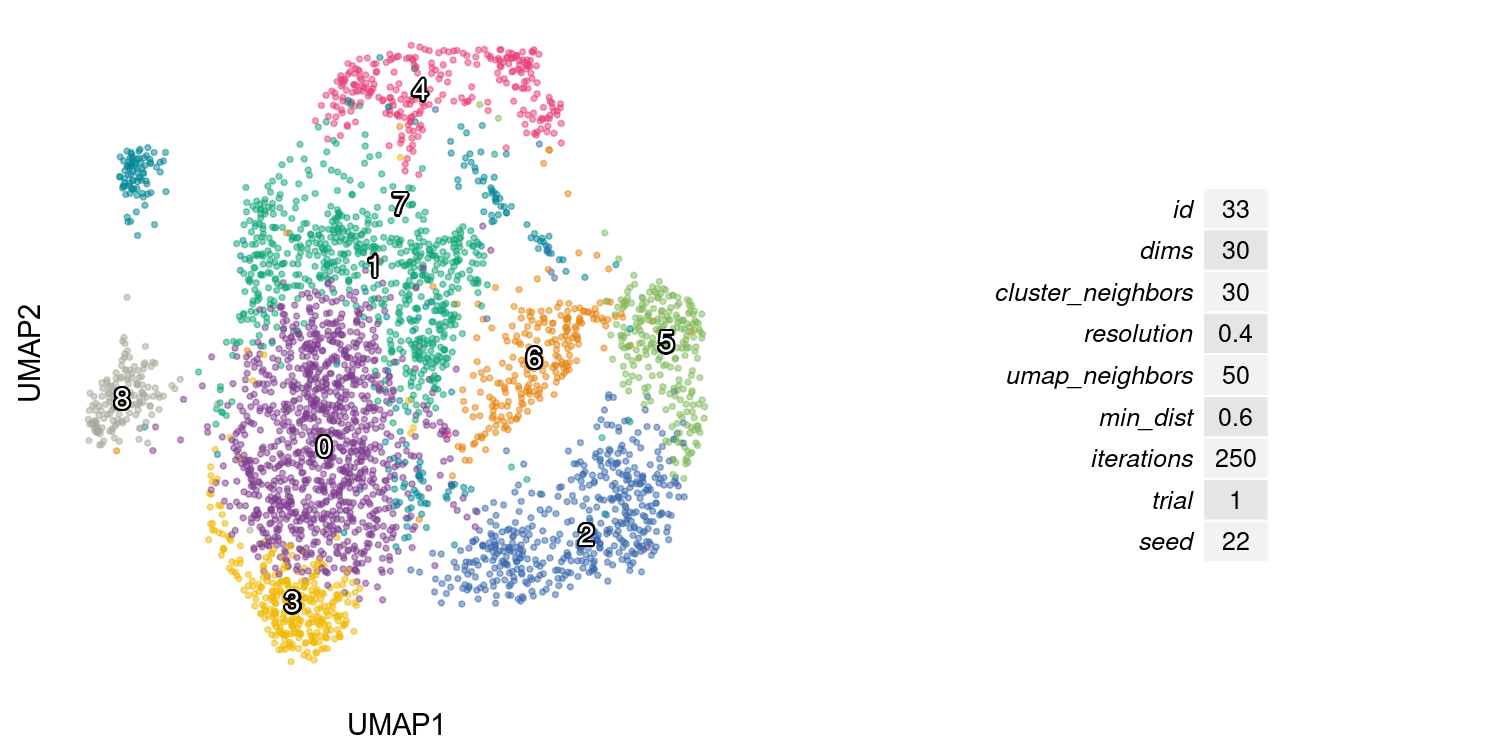 4
7
1
5
6
8
0
2
3
UMAP2
UMAP1
id 33
dims 30
cluster_neighbors 30
resolution 0.4
umap_neighbors 50
min_dist 0.6
iterations 250
trial 1
seed 22